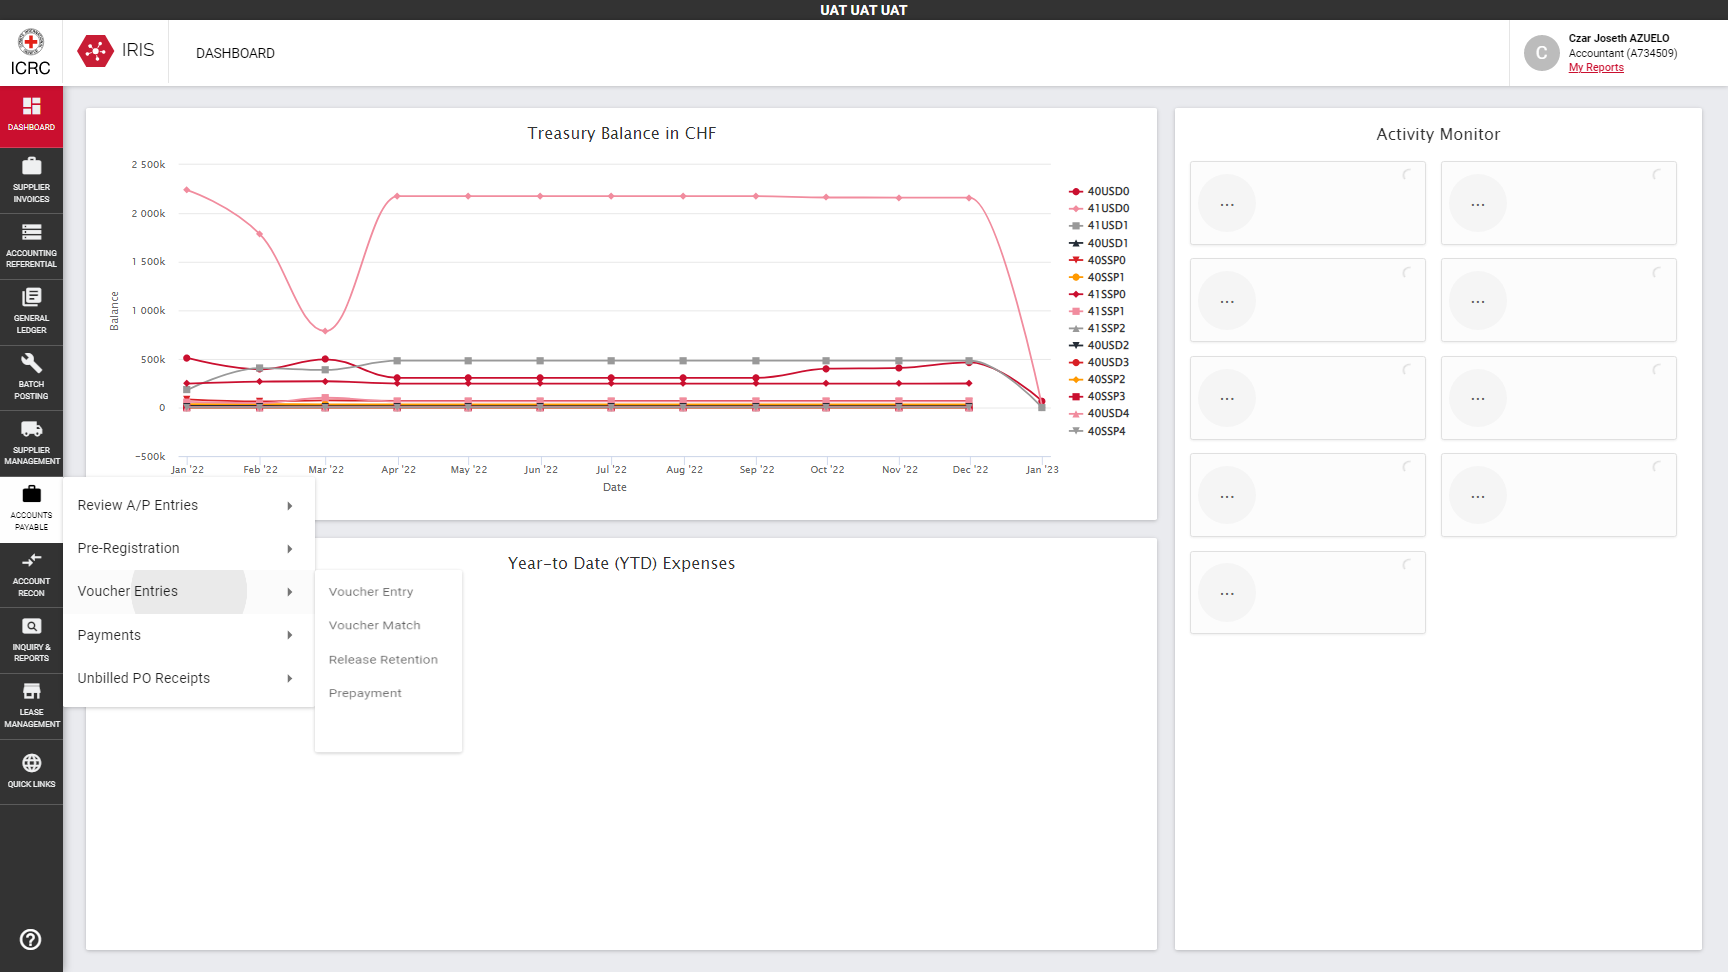 UAT UAT UAT
ICRC
IRIS
DASHBOARD
C
Czar Joseth AZUELO
Accountant (A734509)
My Reports
DASHBOARD
SUPPLIER
INVOICES
ACCOUNTING
REFERENTIAL
GENERAL
LEDGER
BATCH
POSTING
SUPPLIER
MANAGEMENT
ACCOUNTS
PAYABLE
ACCOUNT
RECON
INQUIRY &
REPORTS
LEASE
MANAGEMENT
QUICK LINKS
Treasury Balance in CHF
2 500k
2 000k
1 500k
1 000k
500k
0
−500k
Balance
Jan '22
Feb '22
Mar '22
Apr '22
May '22
Jun '22
Jul '22
Aug '22
Sep '22
Oct '22
Nov '22
Dec '22
Jan '23
Date
40USD0
41USD0
41USD1
40USD1
40SSP0
40SSP1
41SSP0
41SSP1
41SSP2
40USD2
40USD3
40SSP2
40SSP3
40USD4
40SSP4
Review A/P Entries
Pre-Registration
Voucher Entries
Payments
Unbilled PO Receipts
Voucher Entry
Voucher Match
Release Retention
Prepayment
Year-to Date (YTD) Expenses
Activity Monitor
...
...
...
...
...
...
...
...
...